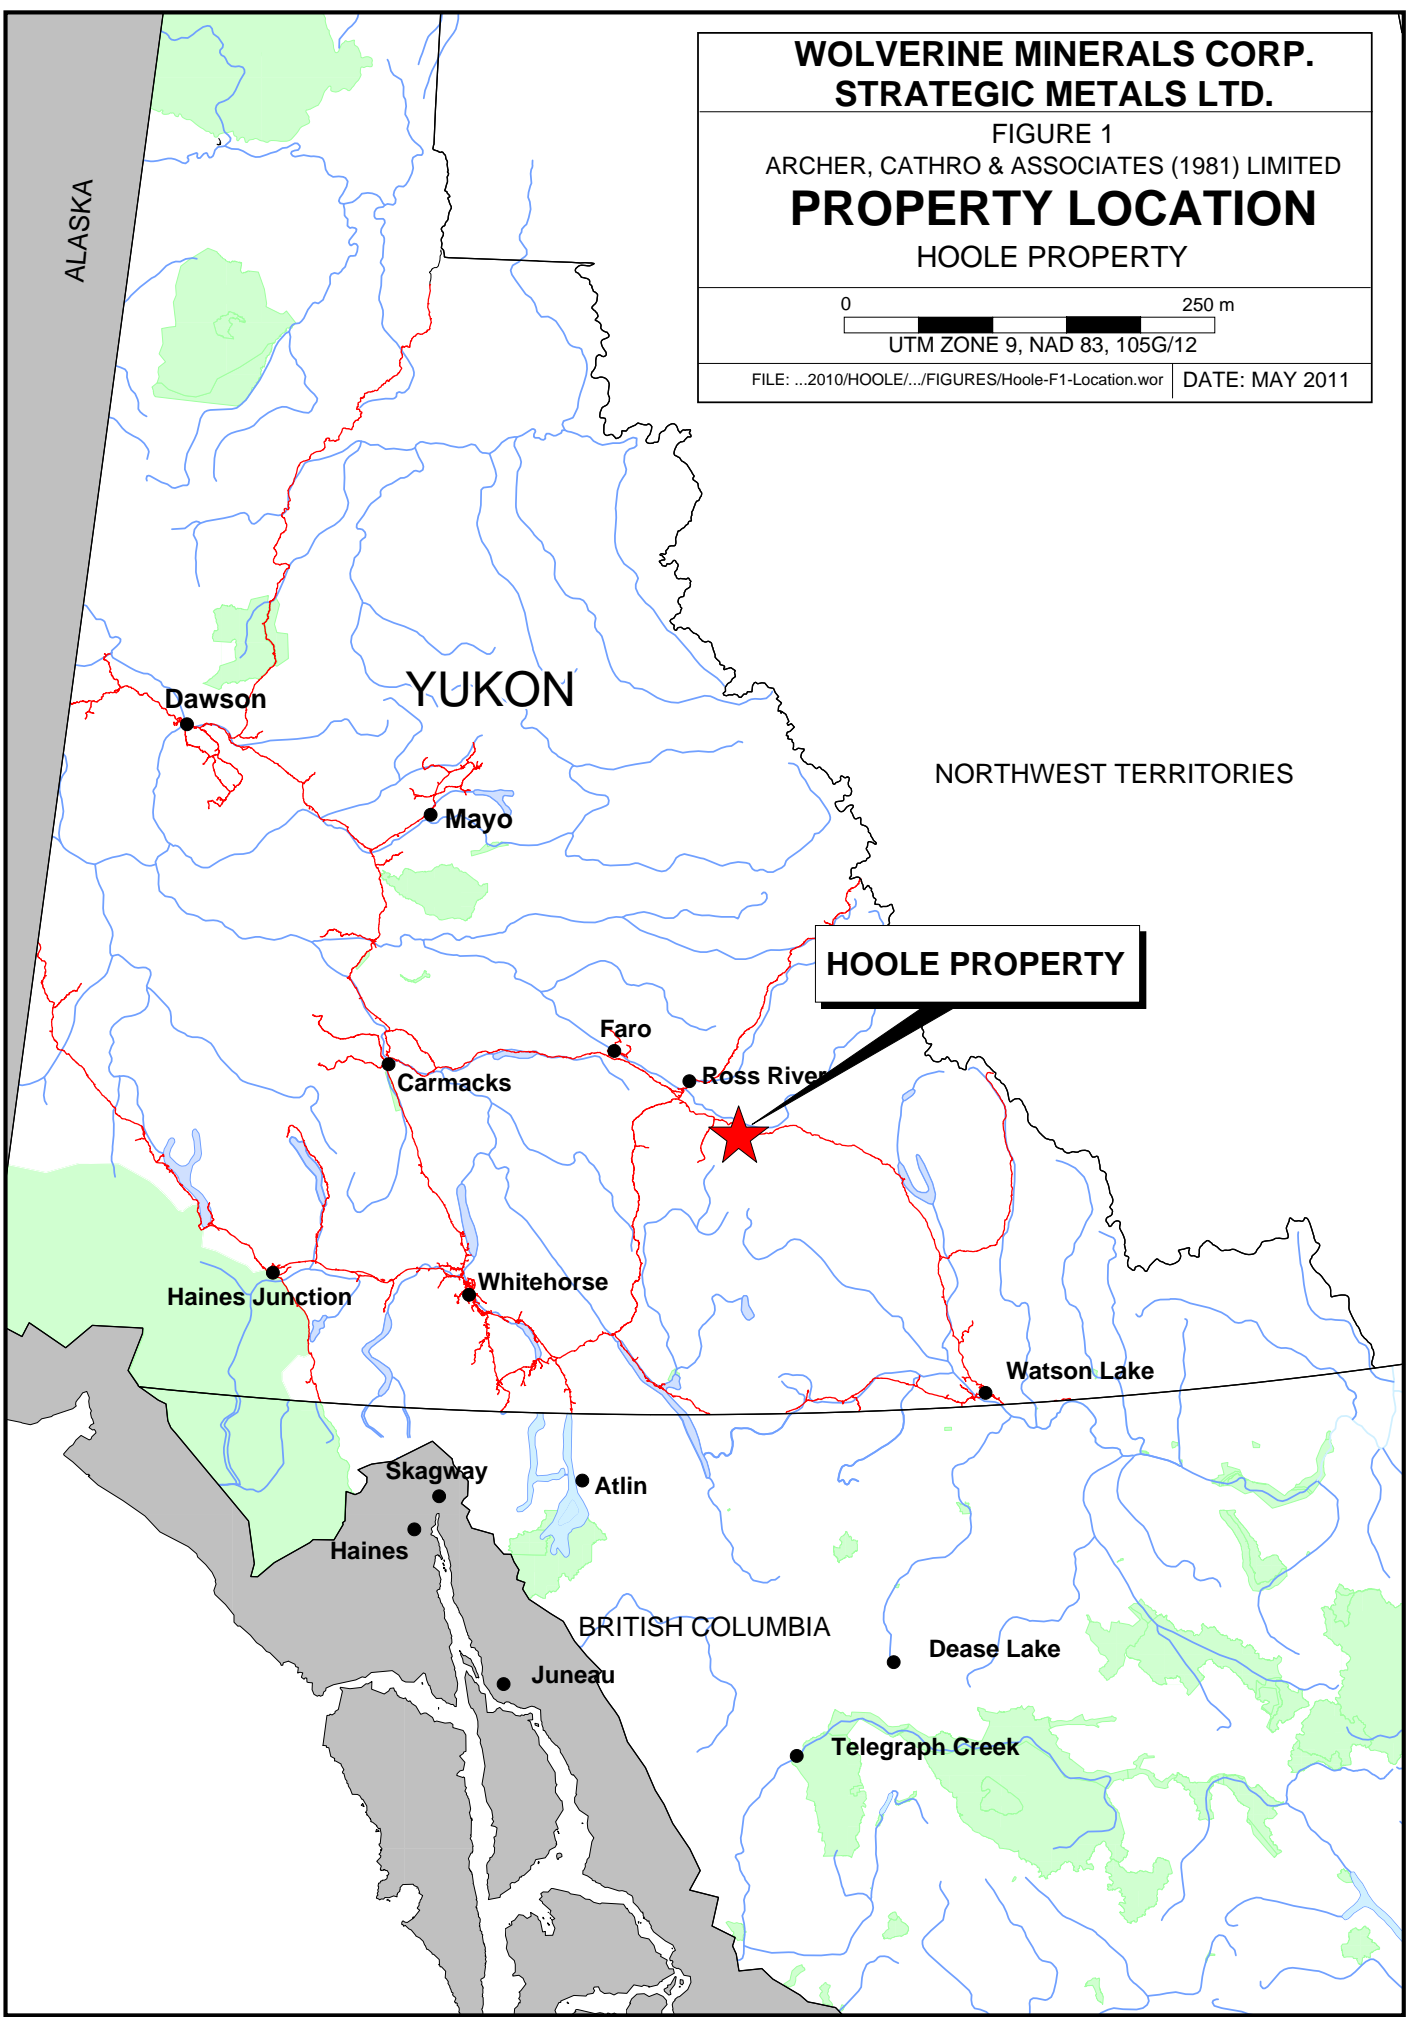 WOLVERINE MINERALS CORP.
STRATEGIC METALS LTD.
FIGURE 1
ARCHER, CATHRO & ASSOCIATES (1981) LIMITED
PROPERTY LOCATION
HOOLE PROPERTY
0 250 m
UTM ZONE 9, NAD 83, 105G/12
FILE: ...2010/HOOLE/.../FIGURES/Hoole-F1-Location.wor DATE: MAY 2011
ALASKA
YUKON
Dawson
NORTHWEST TERRITORIES
Mayo
HOOLE PROPERTY
Faro
Ross River
Carmacks
Whitehorse
Haines Junction
Watson Lake
Skagway
Atlin
Haines
BRITISH COLUMBIA
Dease Lake
Juneau
Telegraph Creek